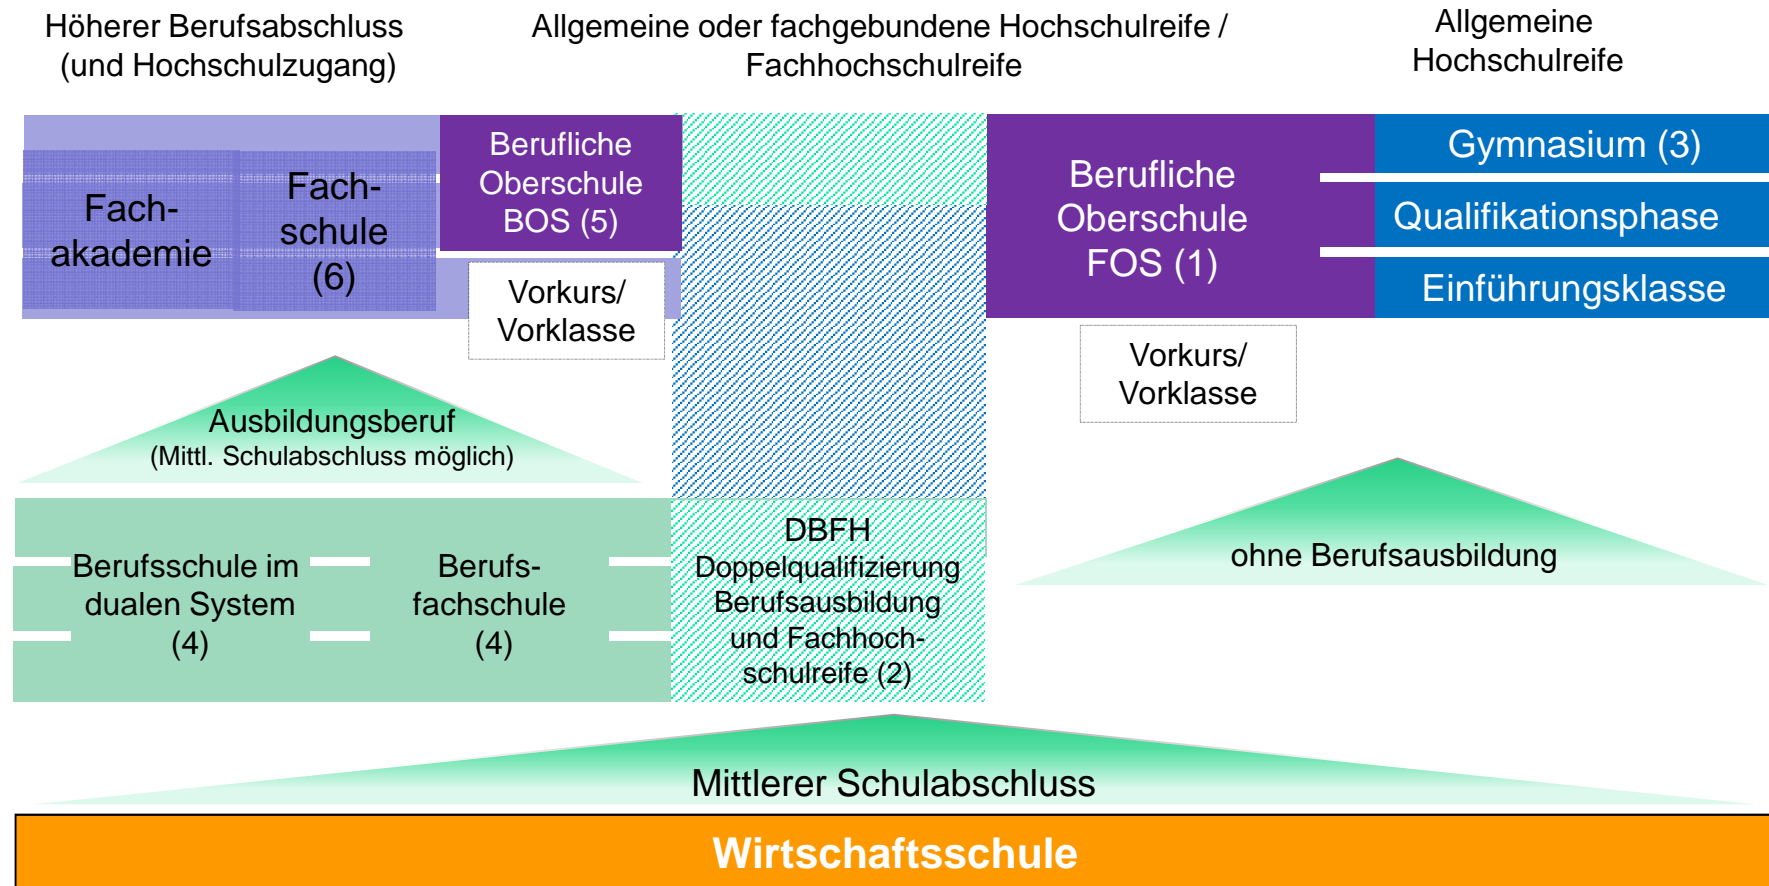 Höherer Berufsabschluss
(und Hochschulzugang)
Allgemeine oder fachgebundene Hochschulreife /
Fachhochschulreife
Allgemeine
Hochschulreife
Fach-
akademie
Fach-
schule
(6)
Berufliche
Oberschule
BOS (5)
Vorkurs/
Vorklasse
Berufliche
Oberschule
FOS (1)
Vorkurs/
Vorklasse
Gymnasium (3)
Qualifikationsphase
Einführungsklasse
Ausbildungsberuf
(Mittl. Schulabschluss möglich)
ohne Berufsausbildung
Berufsschule im
dualen System
(4)
Berufs-
fachschule
(4)
DBFH
Doppelqualifizierung
Berufsausbildung
und Fachhoch-
schulreife (2)
Mittlerer Schulabschluss
Wirtschaftsschule